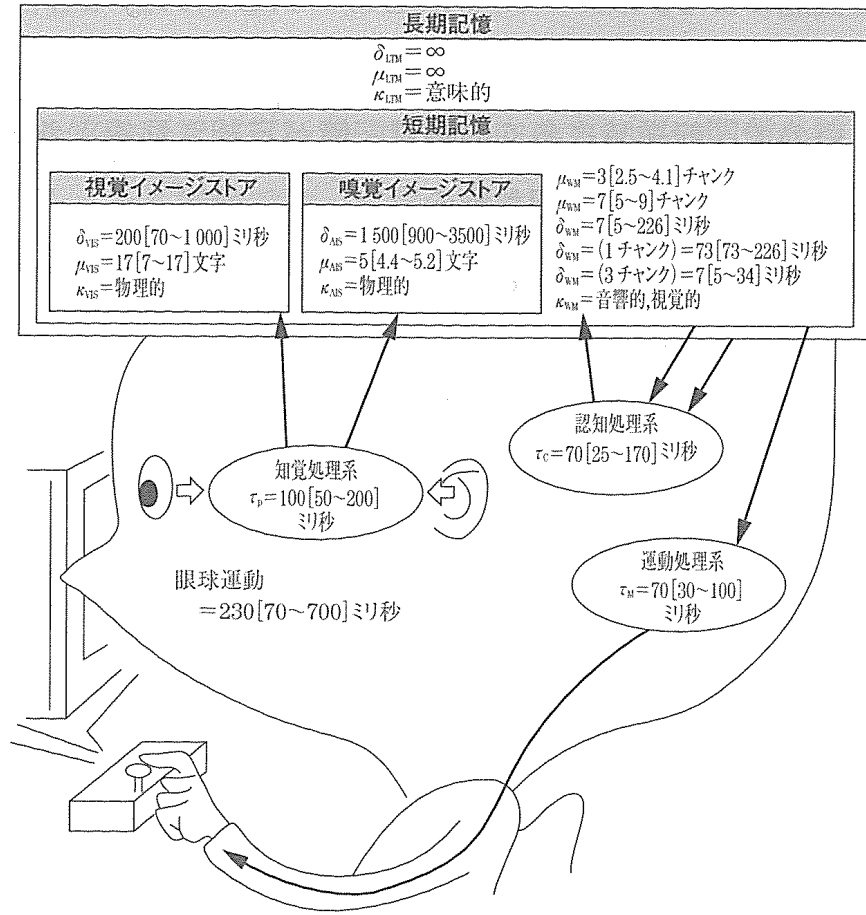 長期記憶
δLTM=∞
μLTM=∞
κLTM=意味的
短期記憶
視覚イメージストア
δVIS=200[70~1 000]ミリ秒
μVIS=17[7~17]文字
κVIS=物理的
嗅覚イメージストア
δAIS=1 500[900~3500]ミリ秒
μAIS=5[4.4~5.2]文字
κAIS=物理的
μWM=3[2.5~4.1]チャンク
μWM=7[5~9]チャンク
δWM=7[5~226]ミリ秒
δWM=(1チャンク)=73[73~226]ミリ秒
δWM=(3チャンク)=7[5~34]ミリ秒
κWM=音響的,視覚的
認知処理系
τC=70[25~170]ミリ秒
知覚処理系
τp=100[50~200]
ミリ秒
運動処理系
τM=70[30~100]
ミリ秒
眼球運動
=230[70~700]ミリ秒